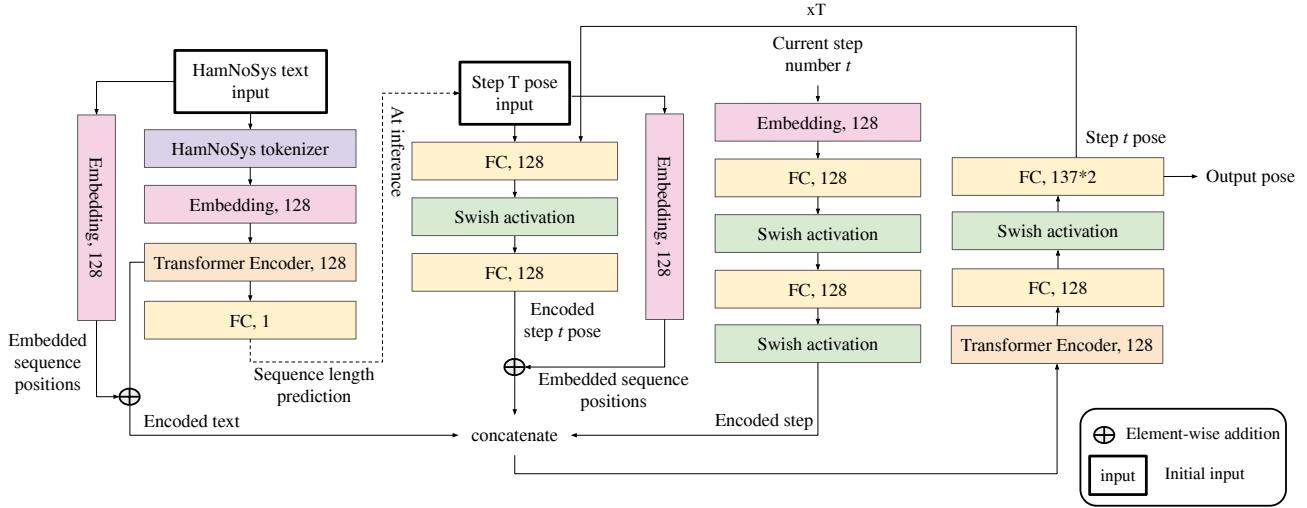 xT
HamNoSys text
input
Embedding, 128
HamNoSys tokenizer
Embedding, 128
Transformer Encoder, 128
FC, 1
Embedded
sequence
positions
Sequence length
prediction
Encoded text
At inference
Step T pose
input
FC, 128
Swish activation
FC, 128
Embedding, 128
Encoded
step t pose
Embedded sequence
positions
concatenate
Current step
number t
Embedding, 128
FC, 128
Swish activation
FC, 128
Swish activation
Encoded step
Step t pose
FC, 137*2
Output pose
Swish activation
FC, 128
Transformer Encoder, 128
Element-wise addition
input
Initial input